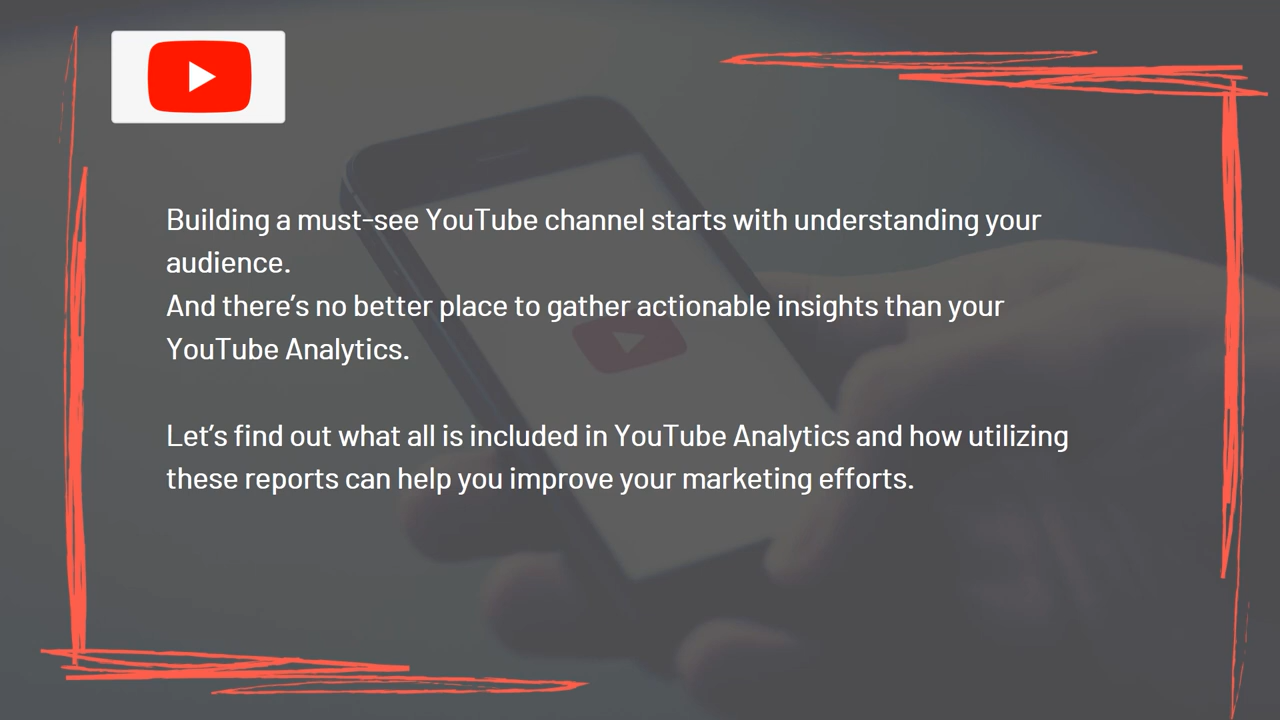 Building a must-see YouTube channel starts with understanding your
audience.
And there’s no better place to gather actionable insights than your
YouTube Analytics.
Let’s find out what all is included in YouTube Analytics and how utilizing
these reports can help you improve your marketing efforts.